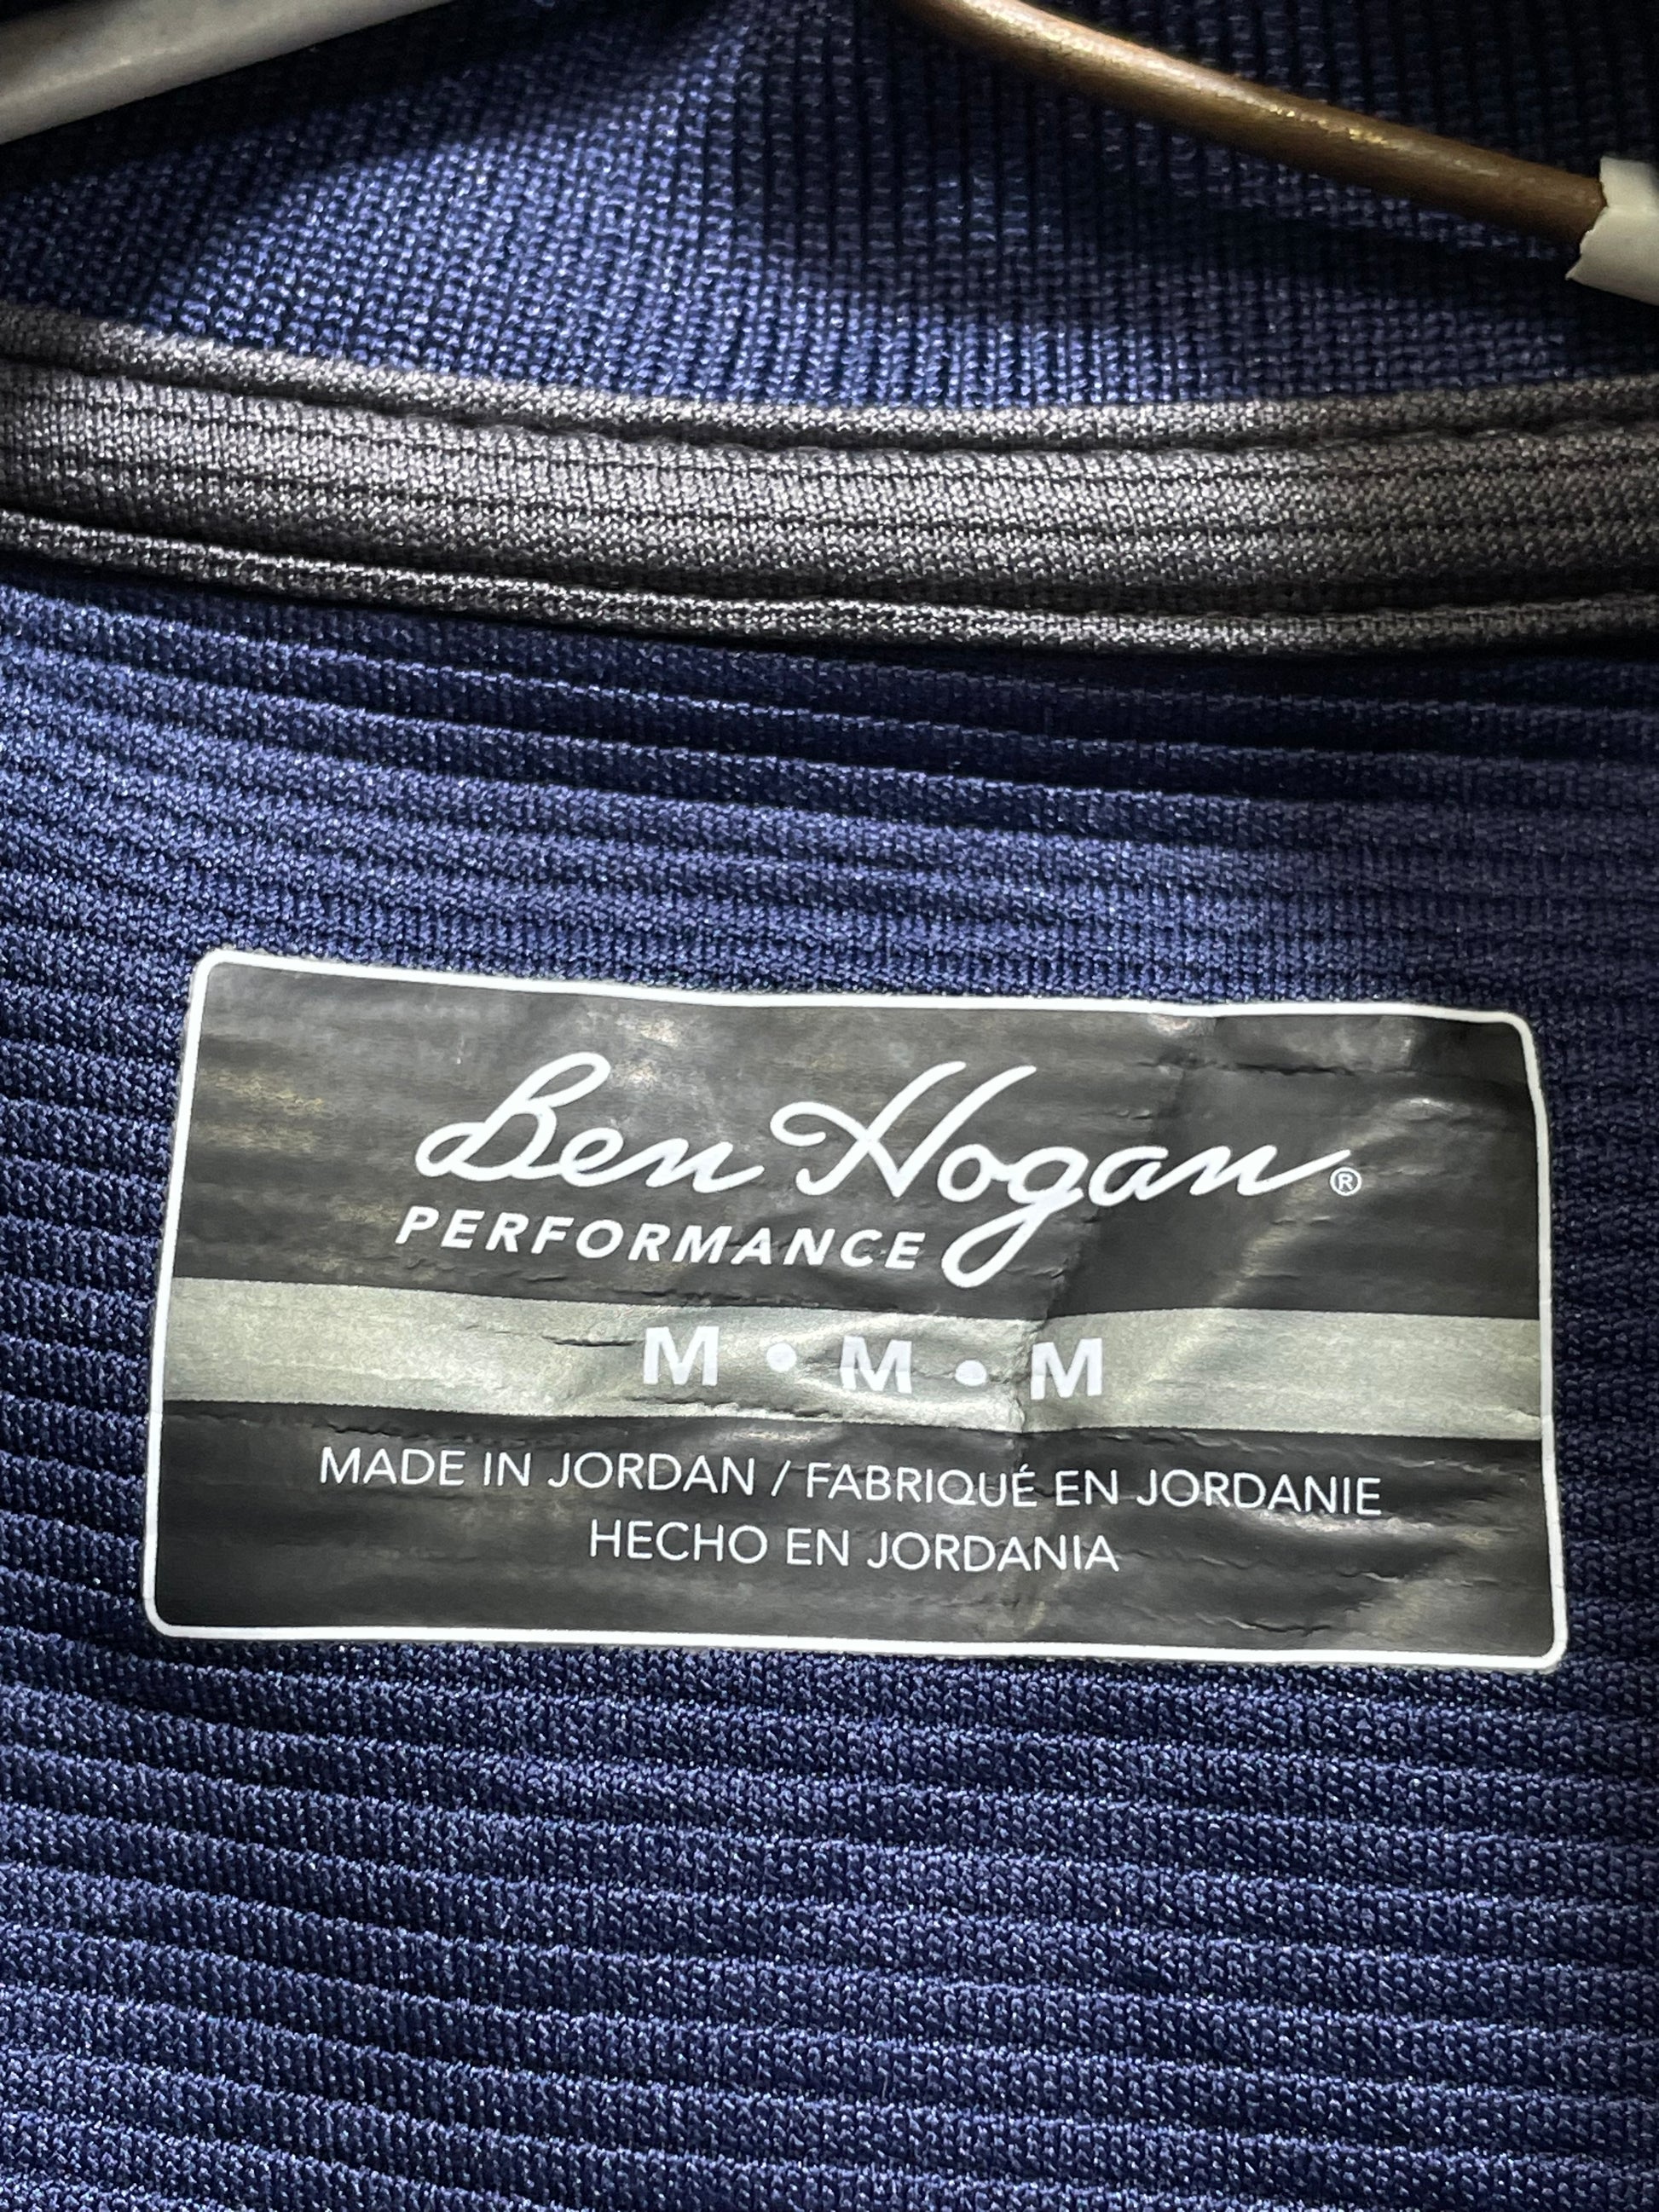 Ben Hogan®
PERFORMANCE
M • M • M
MADE IN JORDAN / FABRIQUÉ EN JORDANIE
HECHO EN JORDANIA